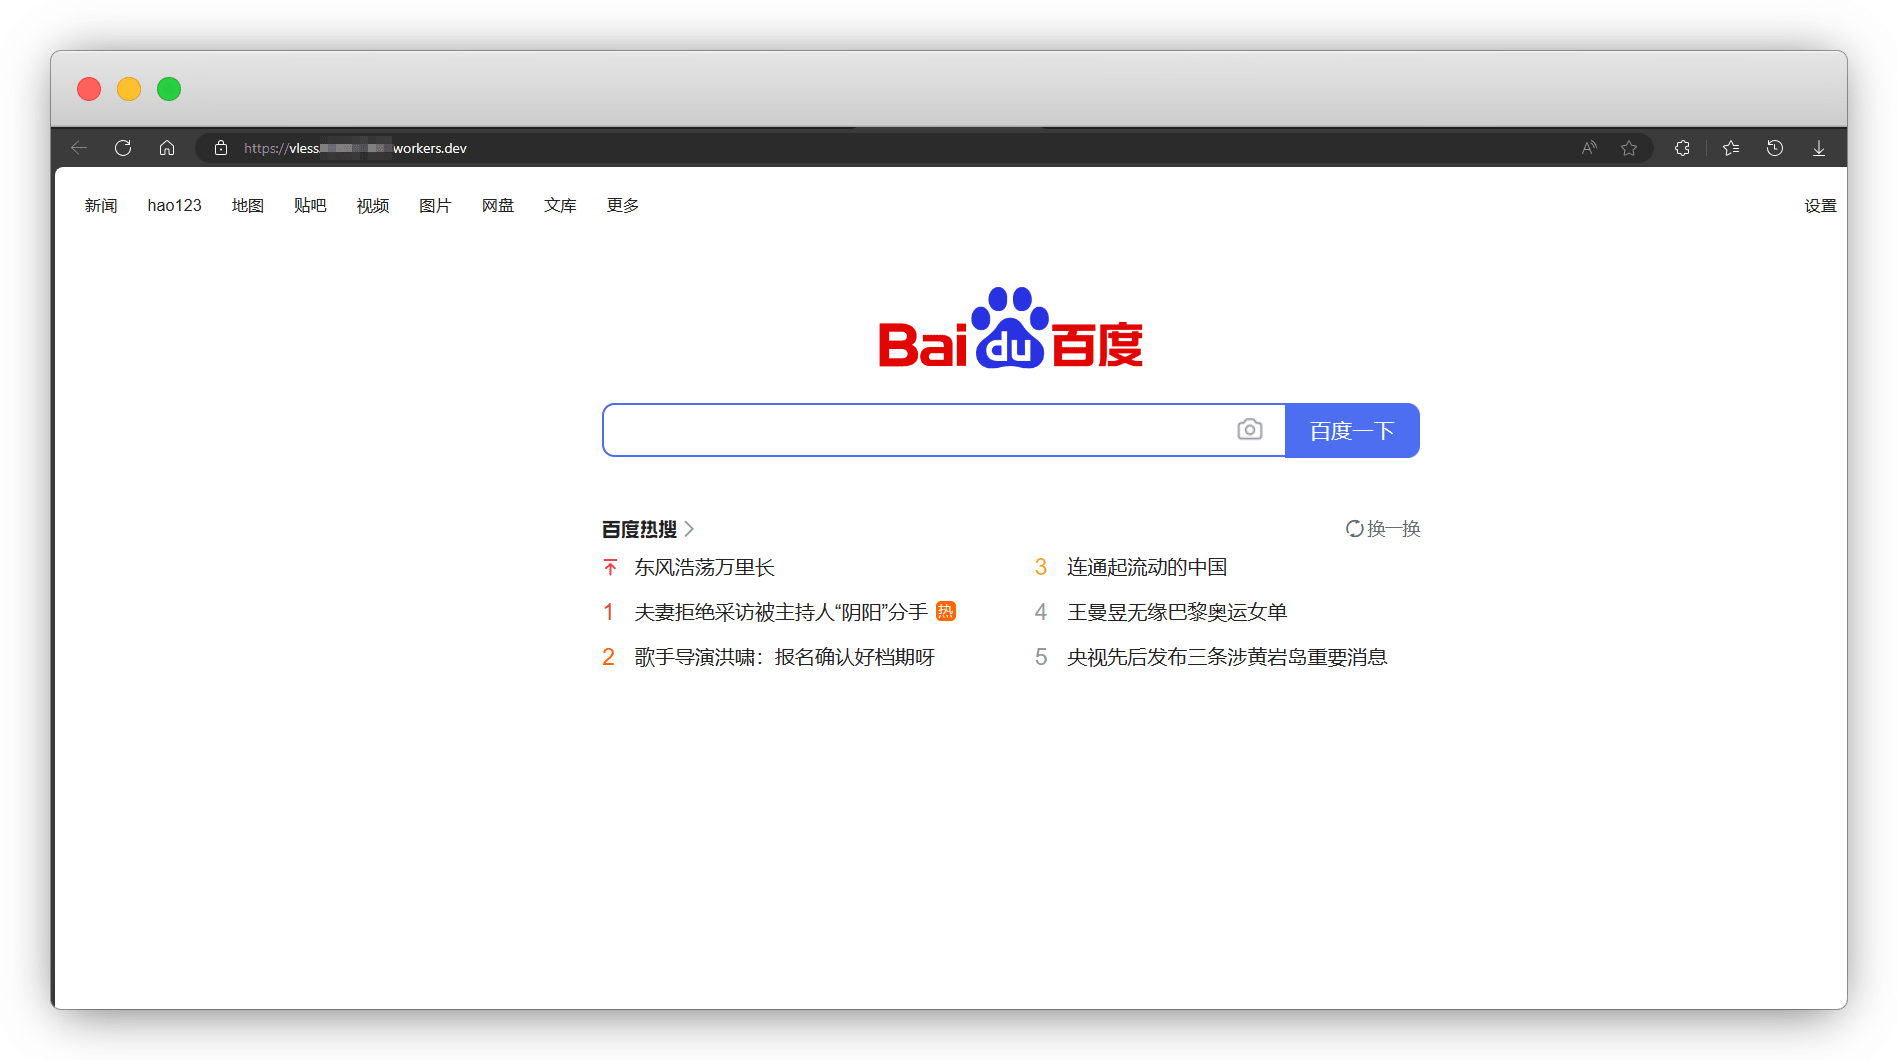 https://vless. workers.dev
新闻 hao123 地图 贴吧 视频 图片 网盘 文库 更多 设置
Bai du 百度
百度一下
百度热搜 换一换
东风浩荡万里长
1 夫妻拒绝采访被主持人“阴阳”分手 热
2 歌手导演洪啸：报名确认好档期呀
3 连通起流动的中国
4 王曼昱无缘巴黎奥运女单
5 央视先后发布三条涉黄岩岛重要消息